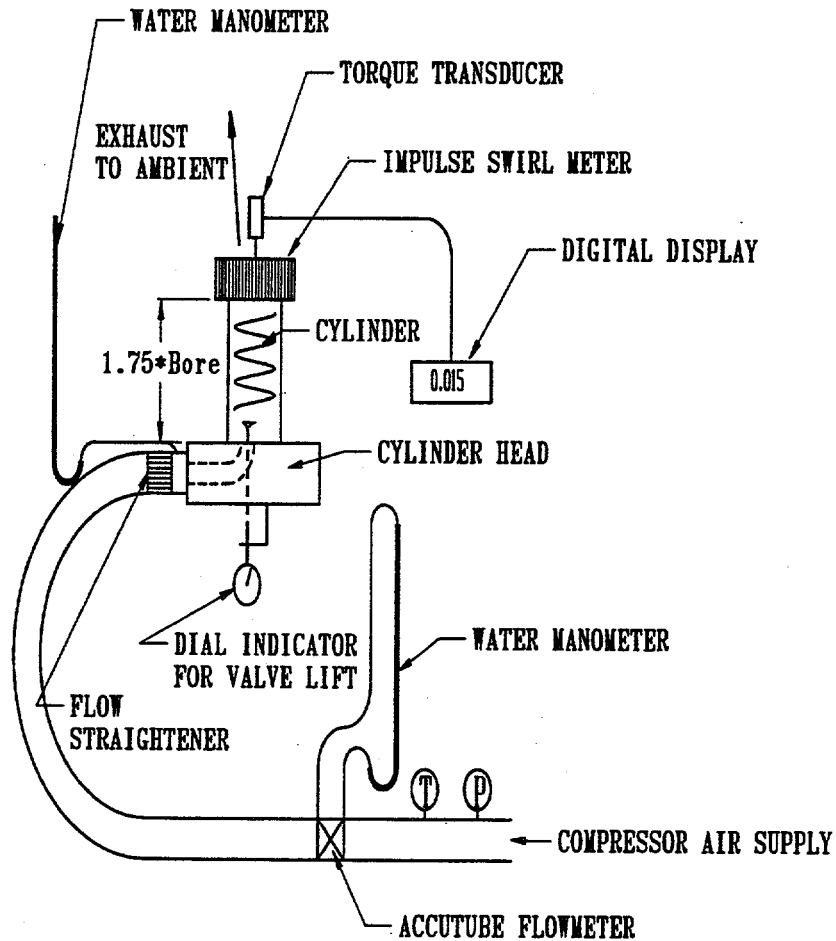 WATER MANOMETER
TORQUE TRANSDUCER
EXHAUST
TO AMBIENT
IMPULSE SWIRL METER
DIGITAL DISPLAY
CYLINDER
1.75*Bore
0.015
CYLINDER HEAD
DIAL INDICATOR
FOR VALVE LIFT
WATER MANOMETER
FLOW
STRAIGHTENER
T
P
COMPRESSOR AIR SUPPLY
ACCUTUBE FLOWMETER